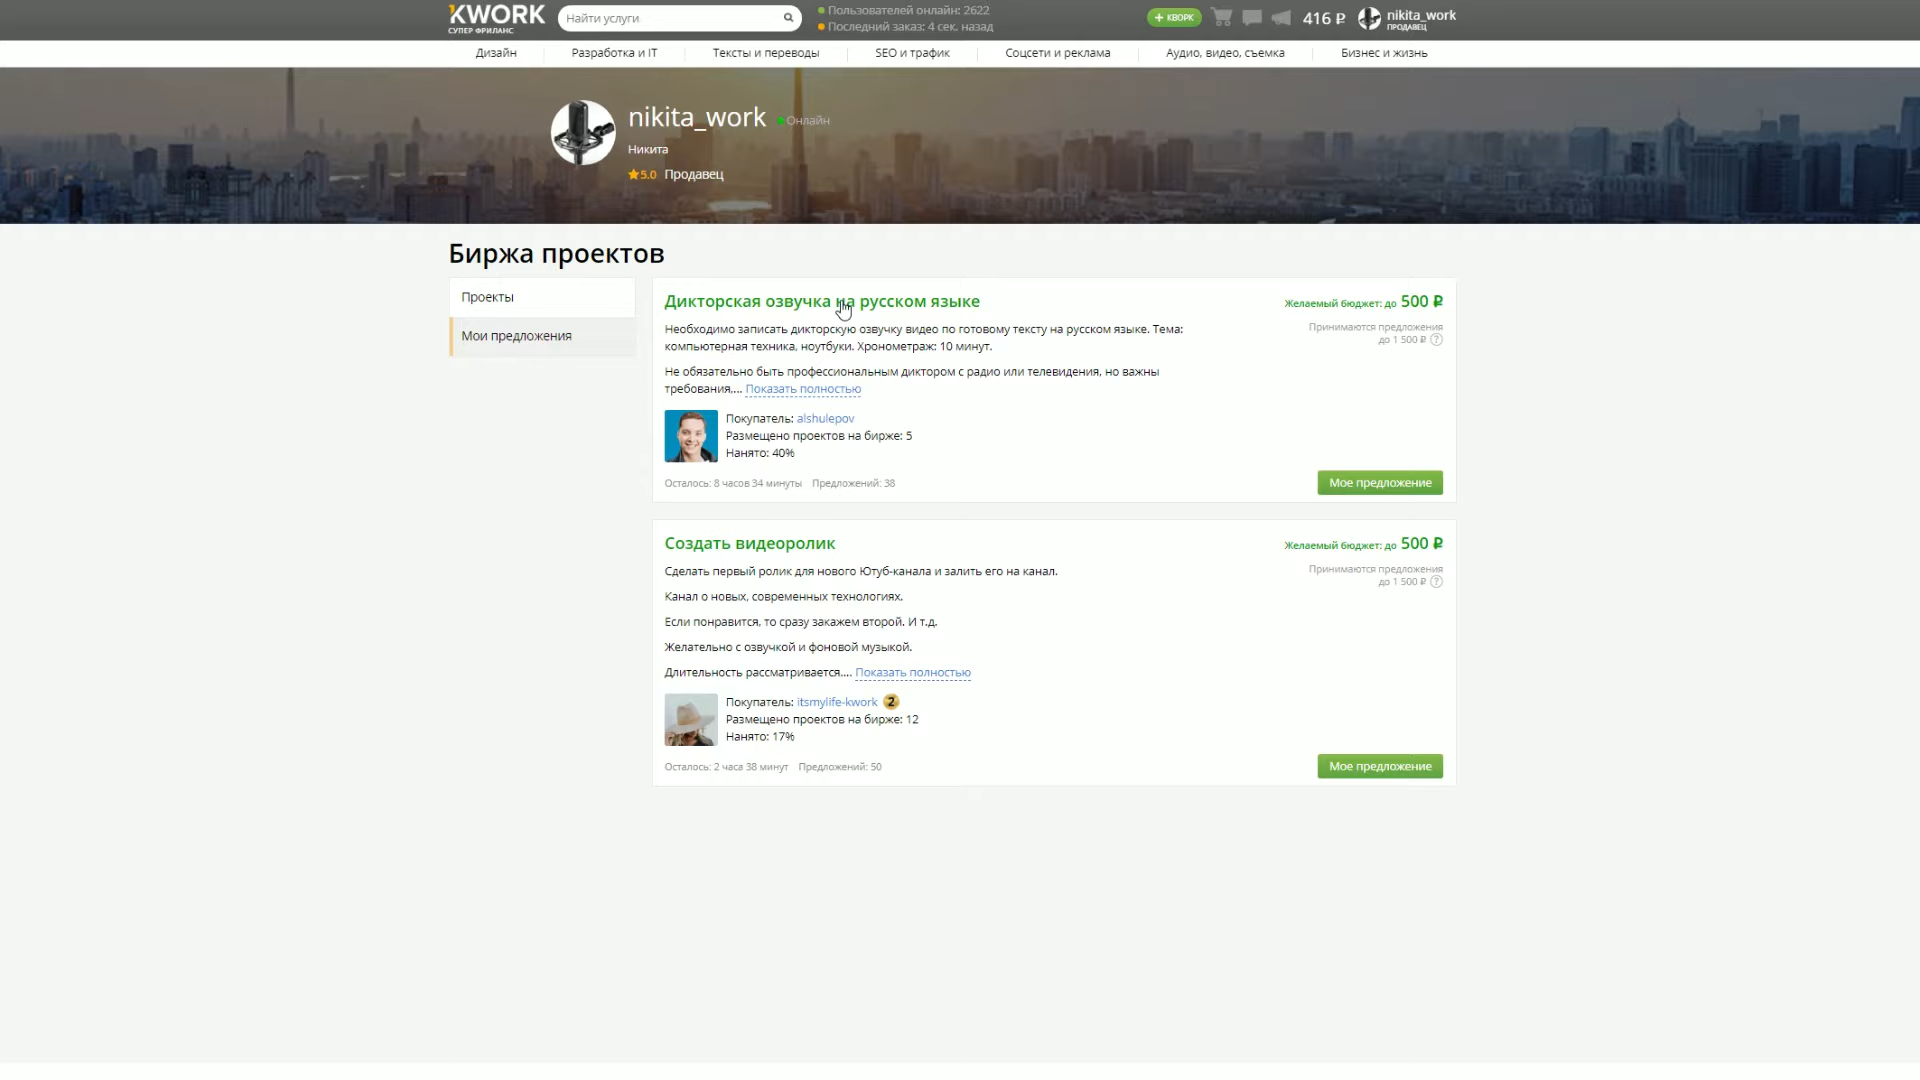 KWORK
СУПЕР ФРИЛАНС
Найти услуги
Пользователей онлайн: 2622
Последний заказ: 4 сек. назад
+ КВОРК
416 ₽
nikita_work
ПРОДАВЕЦ
Дизайн
Разработка и IT
Тексты и переводы
SEO и трафик
Соцсети и реклама
Аудио, видео, съемка
Бизнес и жизнь
nikita_work
Онлайн
Никита
5.0 Продавец
Биржа проектов
Проекты
Мои предложения
Дикторская озвучка на русском языке
Желаемый бюджет: до 500 ₽
Необходимо записать дикторскую озвучку видео по готовому тексту на русском языке. Тема:
компьютерная техника, ноутбуки. Хронометраж: 10 минут.
Принимаются предложения
до 1 500 ₽ ?
Не обязательно быть профессиональным диктором с радио или телевидения, но важны
требования,... Показать полностью
Покупатель: alshulepov
Размещено проектов на бирже: 5
Нанято: 40%
Осталось: 8 часов 34 минуты Предложений: 38
Мое предложение
Создать видеоролик
Желаемый бюджет: до 500 ₽
Сделать первый ролик для нового Ютуб-канала и залить его на канал.
Принимаются предложения
до 1 500 ₽ ?
Канал о новых, современных технологиях.
Если понравится, то сразу закажем второй. И т.д.
Желательно с озвучкой и фоновой музыкой.
Длительность рассматривается.... Показать полностью
Покупатель: itsmylife-kwork 2
Размещено проектов на бирже: 12
Нанято: 17%
Осталось: 2 часа 38 минут Предложений: 50
Мое предложение